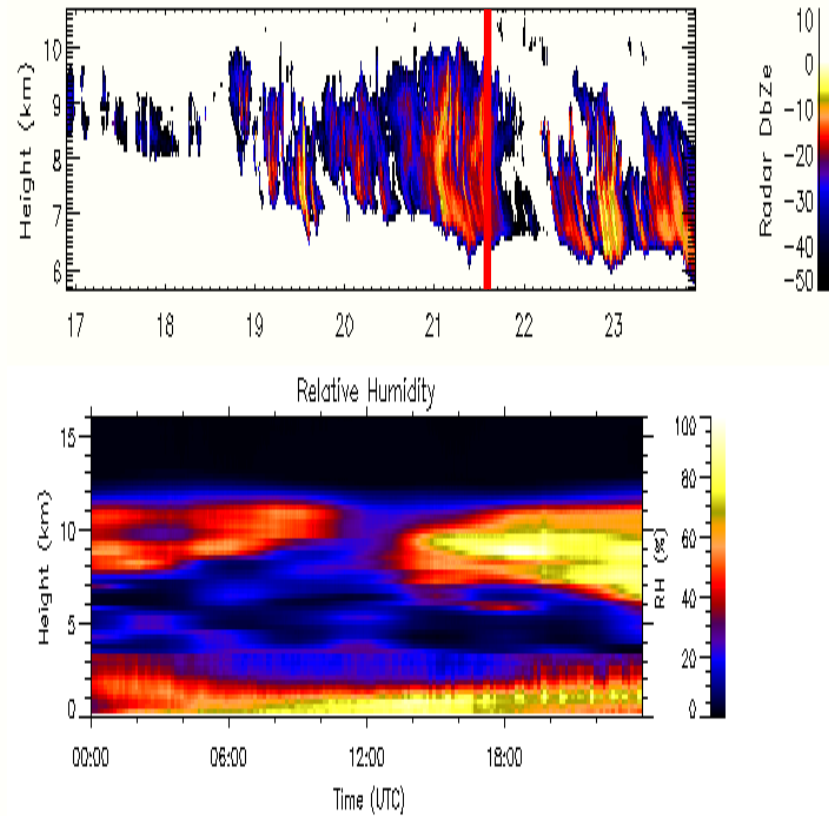 Height (km)
10
9
8
7
6
17 18 19 20 21 22 23
Radar DbZe
10
0
-10
-20
-30
-40
-50
Relative Humidity
Height (km)
15
10
5
0
00:00 06:00 12:00 18:00
Time (UTC)
RH (%)
100
80
60
40
20
0